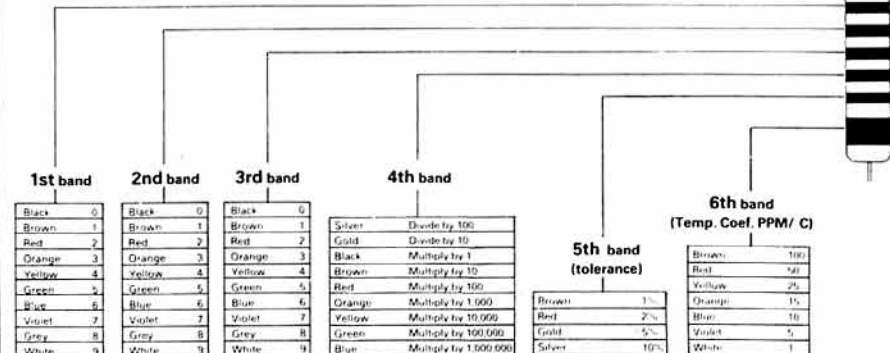 1st band
Black 0
Brown 1
Red 2
Orange 3
Yellow 4
Green 5
Blue 6
Violet 7
Grey 8
White 9
2nd band
Black 0
Brown 1
Red 2
Orange 3
Yellow 4
Green 5
Blue 6
Violet 7
Grey 8
White 9
3rd band
Black 0
Brown 1
Red 2
Orange 3
Yellow 4
Green 5
Blue 6
Violet 7
Grey 8
White 9
4th band
Silver Divide by 100
Gold Divide by 10
Black Multiply by 1
Brown Multiply by 10
Red Multiply by 100
Orange Multiply by 1,000
Yellow Multiply by 10,000
Green Multiply by 100,000
Blue Multiply by 1,000,000
5th band
(tolerance)
Brown 1%
Red 2%
Gold 5%
Silver 10%
6th band
(Temp. Coef. PPM/ C)
Brown 100
Red 50
Yellow 25
Orange 15
Blue 10
Violet 5
White 1